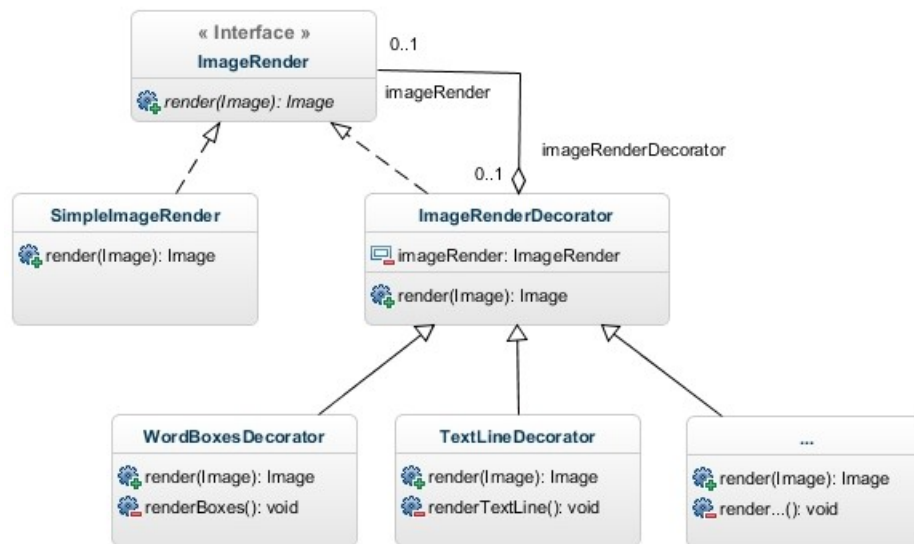 « Interface »
ImageRender
render(Image): Image
0..1
imageRender
imageRenderDecorator
0..1
SimpleImageRender
render(Image): Image
ImageRenderDecorator
imageRender: ImageRender
render(Image): Image
WordBoxesDecorator
render(Image): Image
renderBoxes(): void
TextLineDecorator
render(Image): Image
renderTextLine(): void
...
render(Image): Image
render...(): void